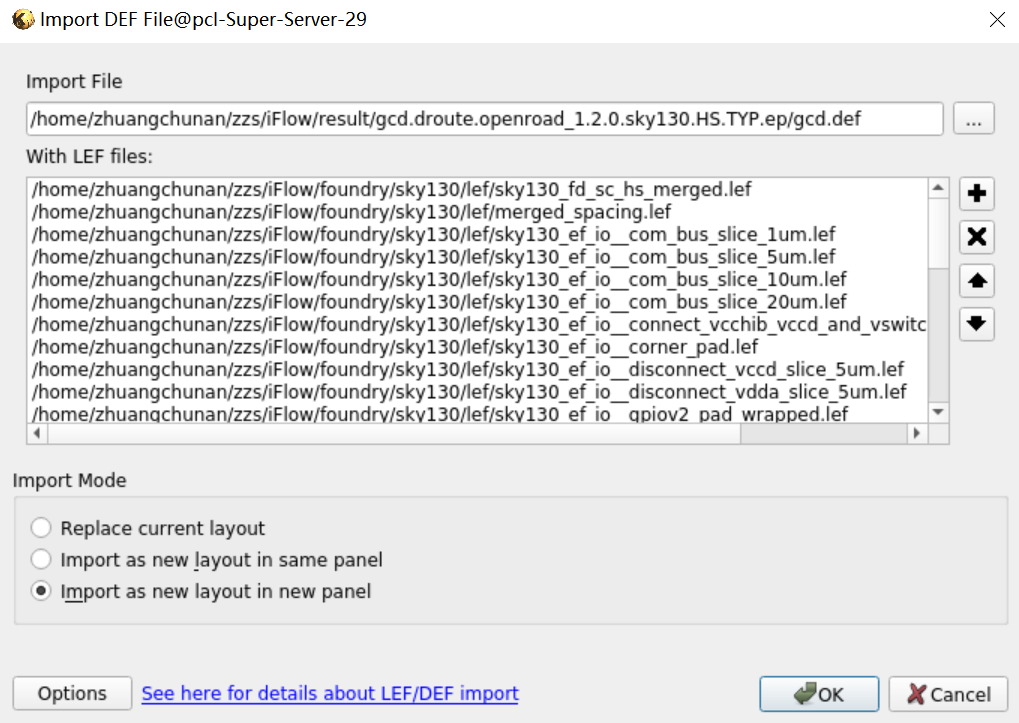 Import DEF File@pcl-Super-Server-29
Import File
/home/zhuangchunan/zzs/iFlow/result/gcd.droute.openroad_1.2.0.sky130.HS.TYP.ep/gcd.def
...
With LEF files:
/home/zhuangchunan/zzs/iFlow/foundry/sky130/lef/sky130_fd_sc_hs_merged.lef
/home/zhuangchunan/zzs/iFlow/foundry/sky130/lef/merged_spacing.lef
/home/zhuangchunan/zzs/iFlow/foundry/sky130/lef/sky130_ef_io__com_bus_slice_1um.lef
/home/zhuangchunan/zzs/iFlow/foundry/sky130/lef/sky130_ef_io__com_bus_slice_5um.lef
/home/zhuangchunan/zzs/iFlow/foundry/sky130/lef/sky130_ef_io__com_bus_slice_10um.lef
/home/zhuangchunan/zzs/iFlow/foundry/sky130/lef/sky130_ef_io__com_bus_slice_20um.lef
/home/zhuangchunan/zzs/iFlow/foundry/sky130/lef/sky130_ef_io__connect_vcchib_vccd_and_vswitc
/home/zhuangchunan/zzs/iFlow/foundry/sky130/lef/sky130_ef_io__corner_pad.lef
/home/zhuangchunan/zzs/iFlow/foundry/sky130/lef/sky130_ef_io__disconnect_vccd_slice_5um.lef
/home/zhuangchunan/zzs/iFlow/foundry/sky130/lef/sky130_ef_io__disconnect_vdda_slice_5um.lef
/home/zhuangchunan/zzs/iFlow/foundry/sky130/lef/sky130_ef_io__gpiov2_pad_wrapped.lef
Import Mode
Replace current layout
Import as new layout in same panel
Import as new layout in new panel
Options
See here for details about LEF/DEF import
OK
Cancel